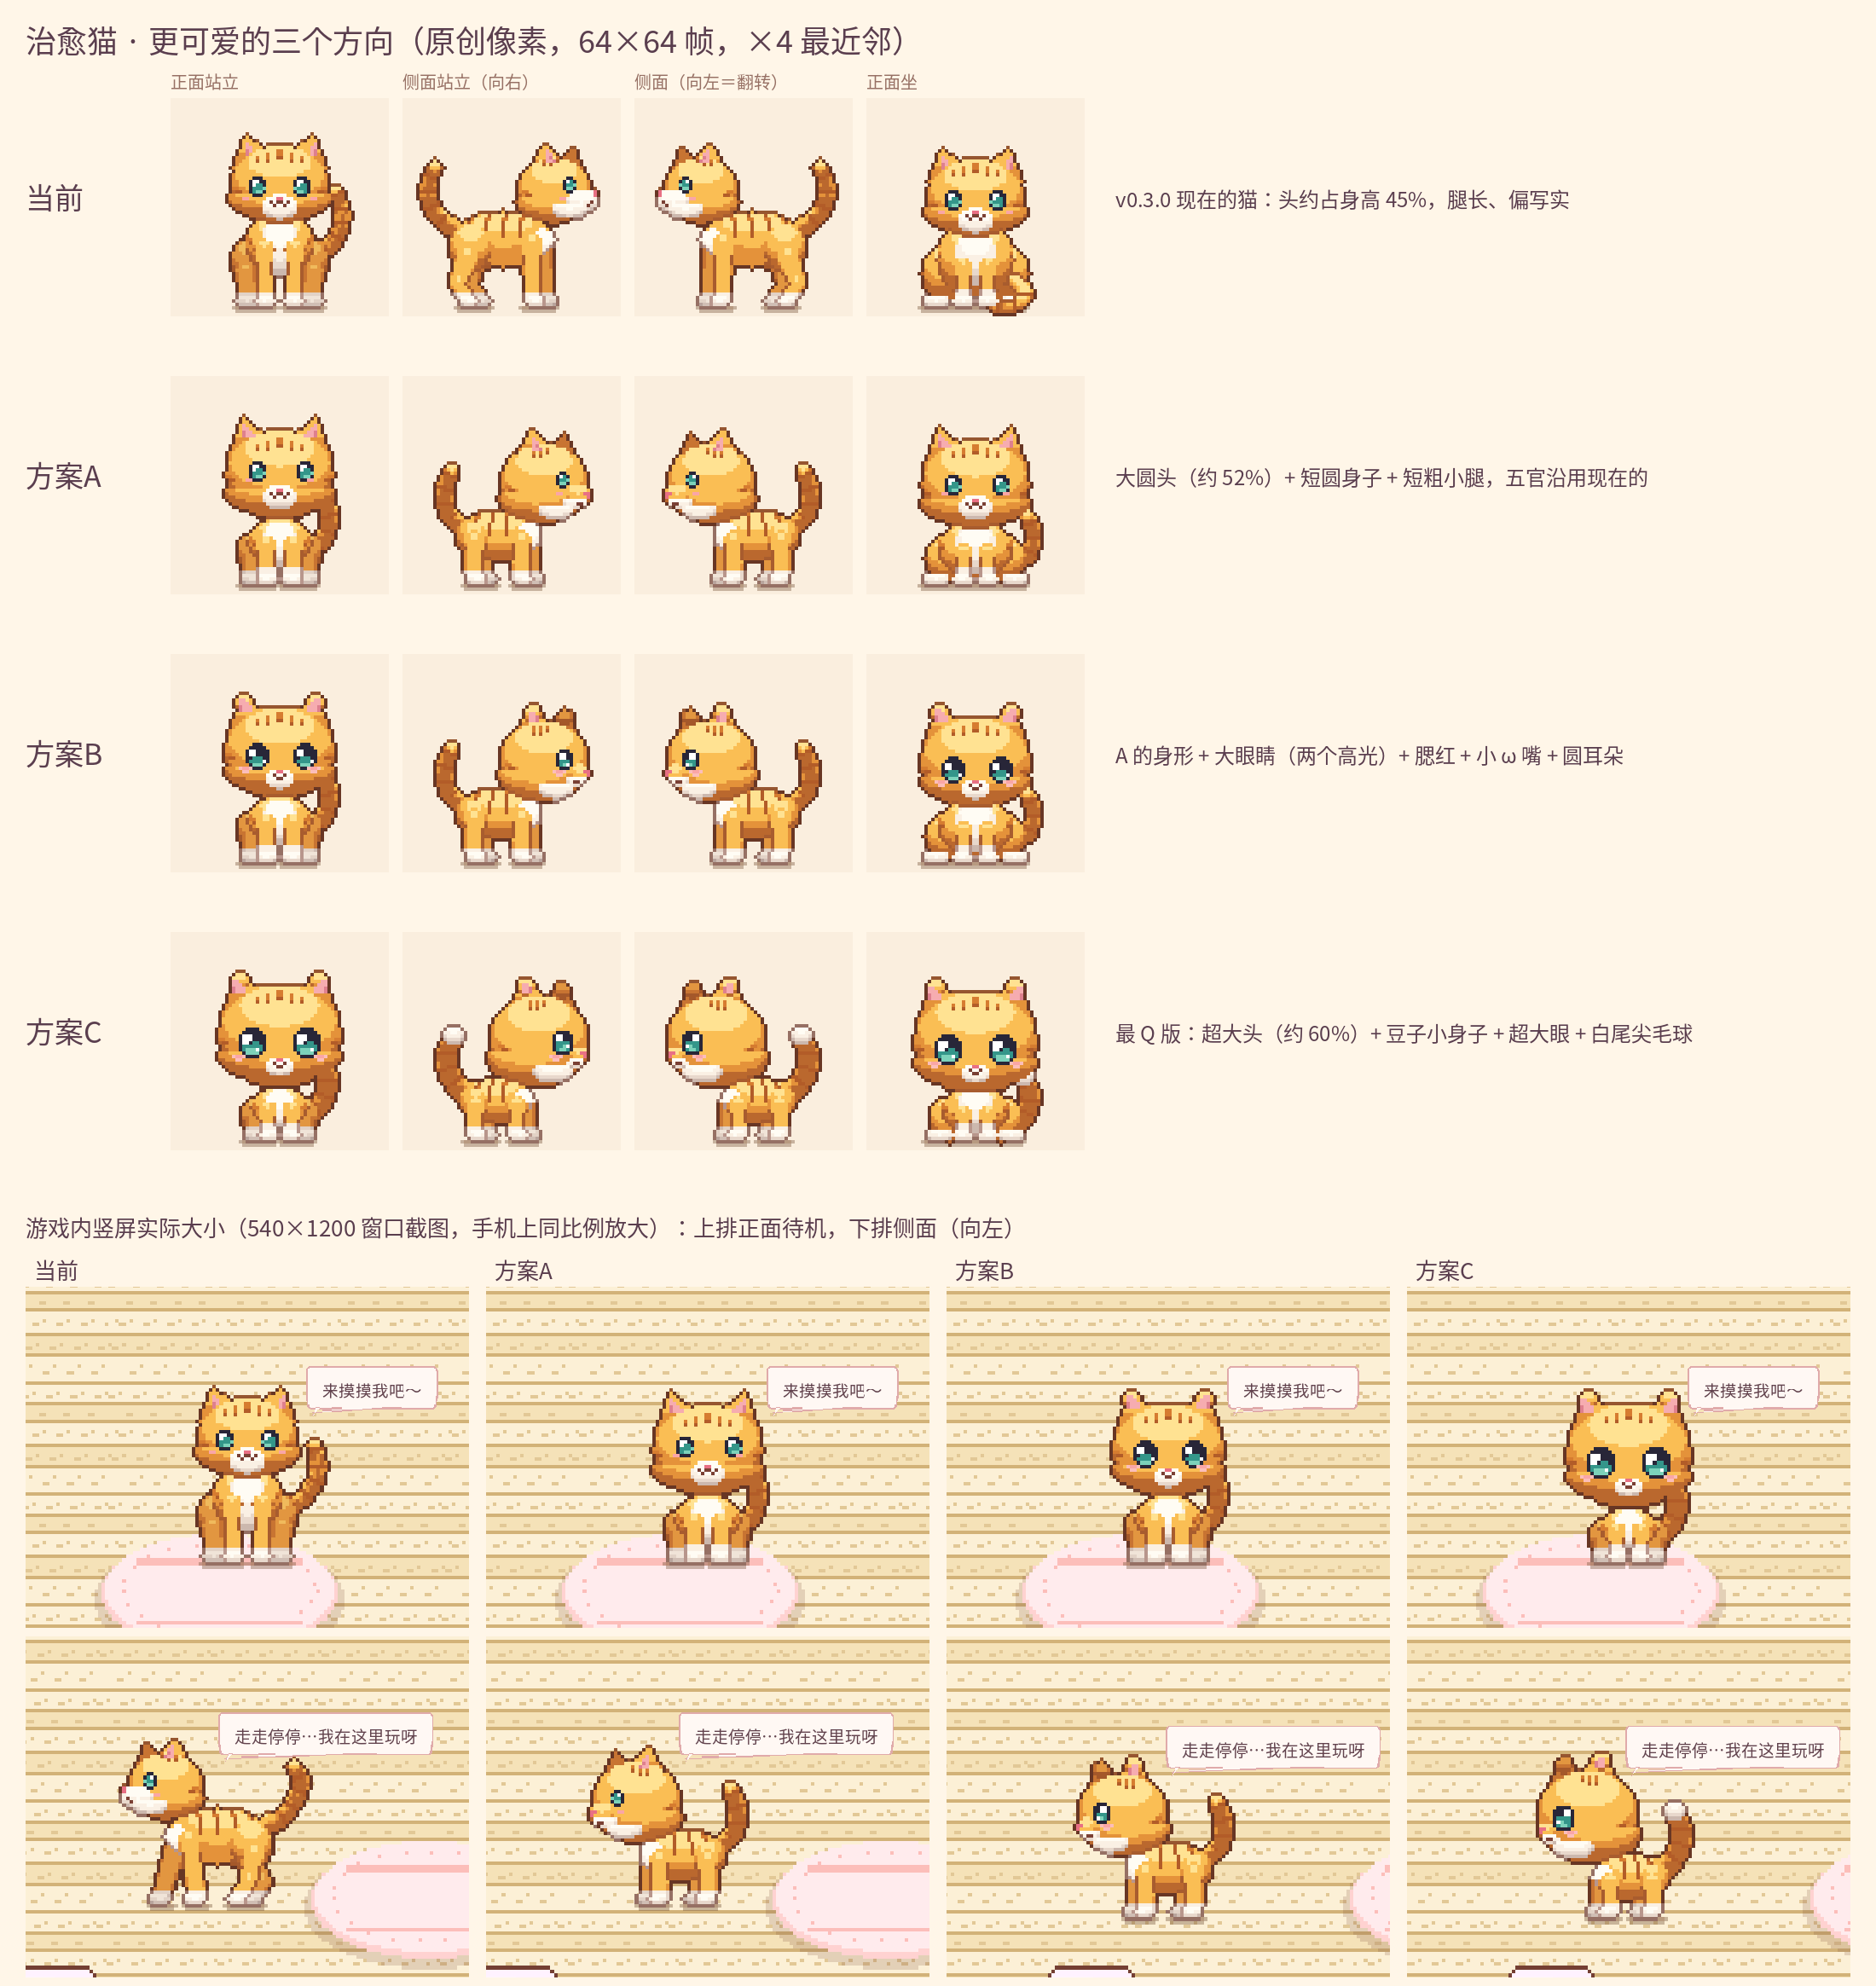 治愈猫 · 更可爱的三个方向（原创像素，64×64 帧，×4 最近邻）
正面站立
侧面站立（向右）
侧面（向左＝翻转）
正面坐
当前
v0.3.0 现在的猫：头约占身高 45%，腿长、偏写实
方案A
大圆头（约 52%）+ 短圆身子 + 短粗小腿，五官沿用现在的
方案B
A 的身形 + 大眼睛（两个高光）+ 腮红 + 小 ω 嘴 + 圆耳朵
方案C
最 Q 版：超大头（约 60%）+ 豆子小身子 + 超大眼 + 白尾尖毛球
游戏内竖屏实际大小（540×1200 窗口截图，手机上同比例放大）：上排正面待机，下排侧面（向左）
当前
方案A
方案B
方案C
来摸摸我吧～
来摸摸我吧～
来摸摸我吧～
来摸摸我吧～
走走停停…我在这里玩呀
走走停停…我在这里玩呀
走走停停…我在这里玩呀
走走停停…我在这里玩呀